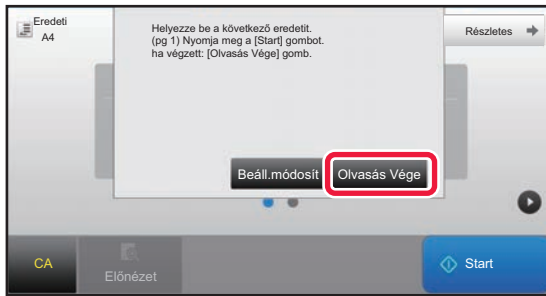 Eredeti
A4
Helyezze be a következő eredetit.
(pg 1) Nyomja meg a [Start] gombot.
ha végzett: [Olvasás Vége] gomb.
Részletes
Beáll.módosít
Olvasás Vége
CA
Előnézet
Start